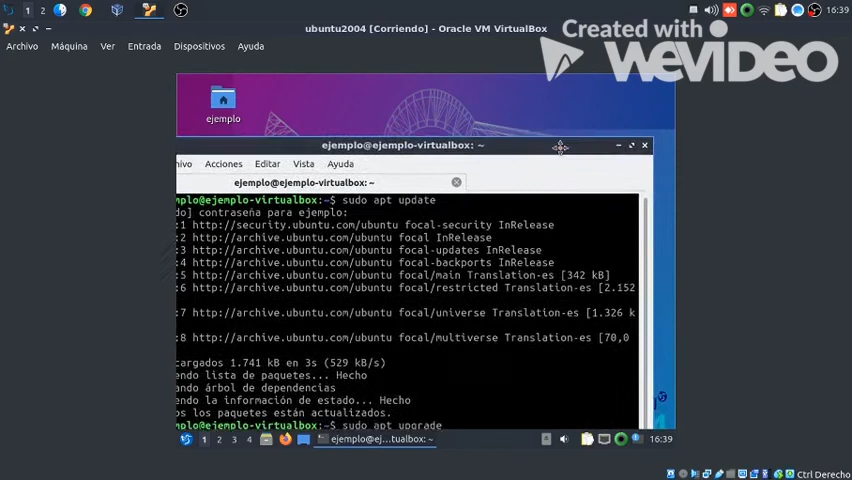 1 2 16:39
ubuntu2004 [Corriendo] - Oracle VM VirtualBox
Created with
WEVIDEO
Archivo Máquina Ver Entrada Dispositivos Ayuda
ejemplo
ejemplo@ejemplo-virtualbox: ~
hivo Acciones Editar Vista Ayuda
ejemplo@ejemplo-virtualbox: ~
mplo@ejemplo-virtualbox:~$ sudo apt update
do] contraseña para ejemplo:
:1 http://security.ubuntu.com/ubuntu focal-security InRelease
:2 http://archive.ubuntu.com/ubuntu focal InRelease
:3 http://archive.ubuntu.com/ubuntu focal-updates InRelease
:4 http://archive.ubuntu.com/ubuntu focal-backports InRelease
:5 http://archive.ubuntu.com/ubuntu focal/main Translation-es [342 kB]
:6 http://archive.ubuntu.com/ubuntu focal/restricted Translation-es [2.152
:7 http://archive.ubuntu.com/ubuntu focal/universe Translation-es [1.326 k
:8 http://archive.ubuntu.com/ubuntu focal/multiverse Translation-es [70,0
cargados 1.741 kB en 3s (529 kB/s)
endo lista de paquetes... Hecho
ando árbol de dependencias
endo la información de estado... Hecho
os los paquetes están actualizados.
mplo@ejemplo-virtualbox:~$ sudo apt upgrade
1 2 3 4 ejemplo@ej...tualbox: ~ 16:39
Ctrl Derecho